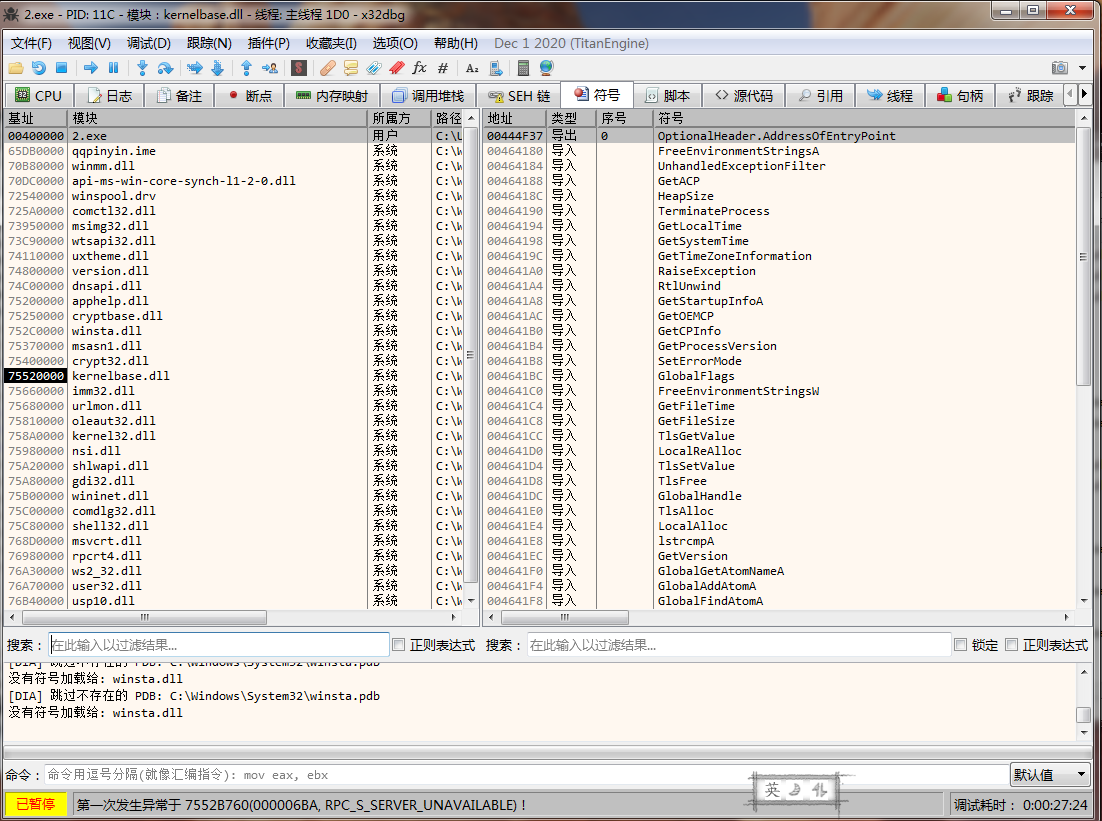 2.exe - PID: 11C - 模块：kernelbase.dll - 线程: 主线程 1D0 - x32dbg
文件(F) 视图(V) 调试(D) 跟踪(N) 插件(P) 收藏夹(I) 选项(O) 帮助(H) Dec 1 2020 (TitanEngine)
CPU 日志 备注 断点 内存映射 调用堆栈 SEH 链 符号 脚本 源代码 引用 线程 句柄 跟踪
基址 模块 所属方 路径 地址 类型 序号 符号
00400000 2.exe 用户 C:\U 00444F37 导出 0 OptionalHeader.AddressOfEntryPoint
65DB0000 qqpinyin.ime 系统 C:\W 00464180 导入 FreeEnvironmentStringsA
70B80000 winmm.dll 系统 C:\W 00464184 导入 UnhandledExceptionFilter
70DC0000 api-ms-win-core-synch-l1-2-0.dll 系统 C:\W 00464188 导入 GetACP
72540000 winspool.drv 系统 C:\W 0046418C 导入 HeapSize
725A0000 comctl32.dll 系统 C:\W 00464190 导入 TerminateProcess
73950000 msimg32.dll 系统 C:\W 00464194 导入 GetLocalTime
73C90000 wtsapi32.dll 系统 C:\W 00464198 导入 GetSystemTime
74110000 uxtheme.dll 系统 C:\W 0046419C 导入 GetTimeZoneInformation
74800000 version.dll 系统 C:\W 004641A0 导入 RaiseException
74C00000 dnsapi.dll 系统 C:\W 004641A4 导入 RtlUnwind
75200000 apphelp.dll 系统 C:\W 004641A8 导入 GetStartupInfoA
75250000 cryptbase.dll 系统 C:\W 004641AC 导入 GetOEMCP
752C0000 winsta.dll 系统 C:\W 004641B0 导入 GetCPInfo
75370000 msasn1.dll 系统 C:\W 004641B4 导入 GetProcessVersion
75400000 crypt32.dll 系统 C:\W 004641B8 导入 SetErrorMode
75520000 kernelbase.dll 系统 C:\W 004641BC 导入 GlobalFlags
75660000 imm32.dll 系统 C:\W 004641C0 导入 FreeEnvironmentStringsW
75680000 urlmon.dll 系统 C:\W 004641C4 导入 GetFileTime
75810000 oleaut32.dll 系统 C:\W 004641C8 导入 GetFileSize
758A0000 kernel32.dll 系统 C:\W 004641CC 导入 TlsGetValue
75980000 nsi.dll 系统 C:\W 004641D0 导入 LocalReAlloc
75A20000 shlwapi.dll 系统 C:\W 004641D4 导入 TlsSetValue
75A80000 gdi32.dll 系统 C:\W 004641D8 导入 TlsFree
75B00000 wininet.dll 系统 C:\W 004641DC 导入 GlobalHandle
75C00000 comdlg32.dll 系统 C:\W 004641E0 导入 TlsAlloc
75C80000 shell32.dll 系统 C:\W 004641E4 导入 LocalAlloc
768D0000 msvcrt.dll 系统 C:\W 004641E8 导入 lstrcmpA
76980000 rpcrt4.dll 系统 C:\W 004641EC 导入 GetVersion
76A30000 ws2_32.dll 系统 C:\W 004641F0 导入 GlobalGetAtomNameA
76A70000 user32.dll 系统 C:\W 004641F4 导入 GlobalAddAtomA
76B40000 usp10.dll 系统 C:\W 004641F8 导入 GlobalFindAtomA
搜索： 在此输入以过滤结果... 正则表达式 搜索： 在此输入以过滤结果... 锁定 正则表达式
[DIA] 跳过不存在的 PDB: C:\Windows\System32\winsta.pdb
没有符号加载给: winsta.dll
[DIA] 跳过不存在的 PDB: C:\Windows\System32\winsta.pdb
没有符号加载给: winsta.dll
命令： 命令用逗号分隔(就像汇编指令): mov eax, ebx 默认值
英
已暂停 第一次发生异常于 7552B760(000006BA, RPC_S_SERVER_UNAVAILABLE)！ 调试耗时： 0:00:27:24